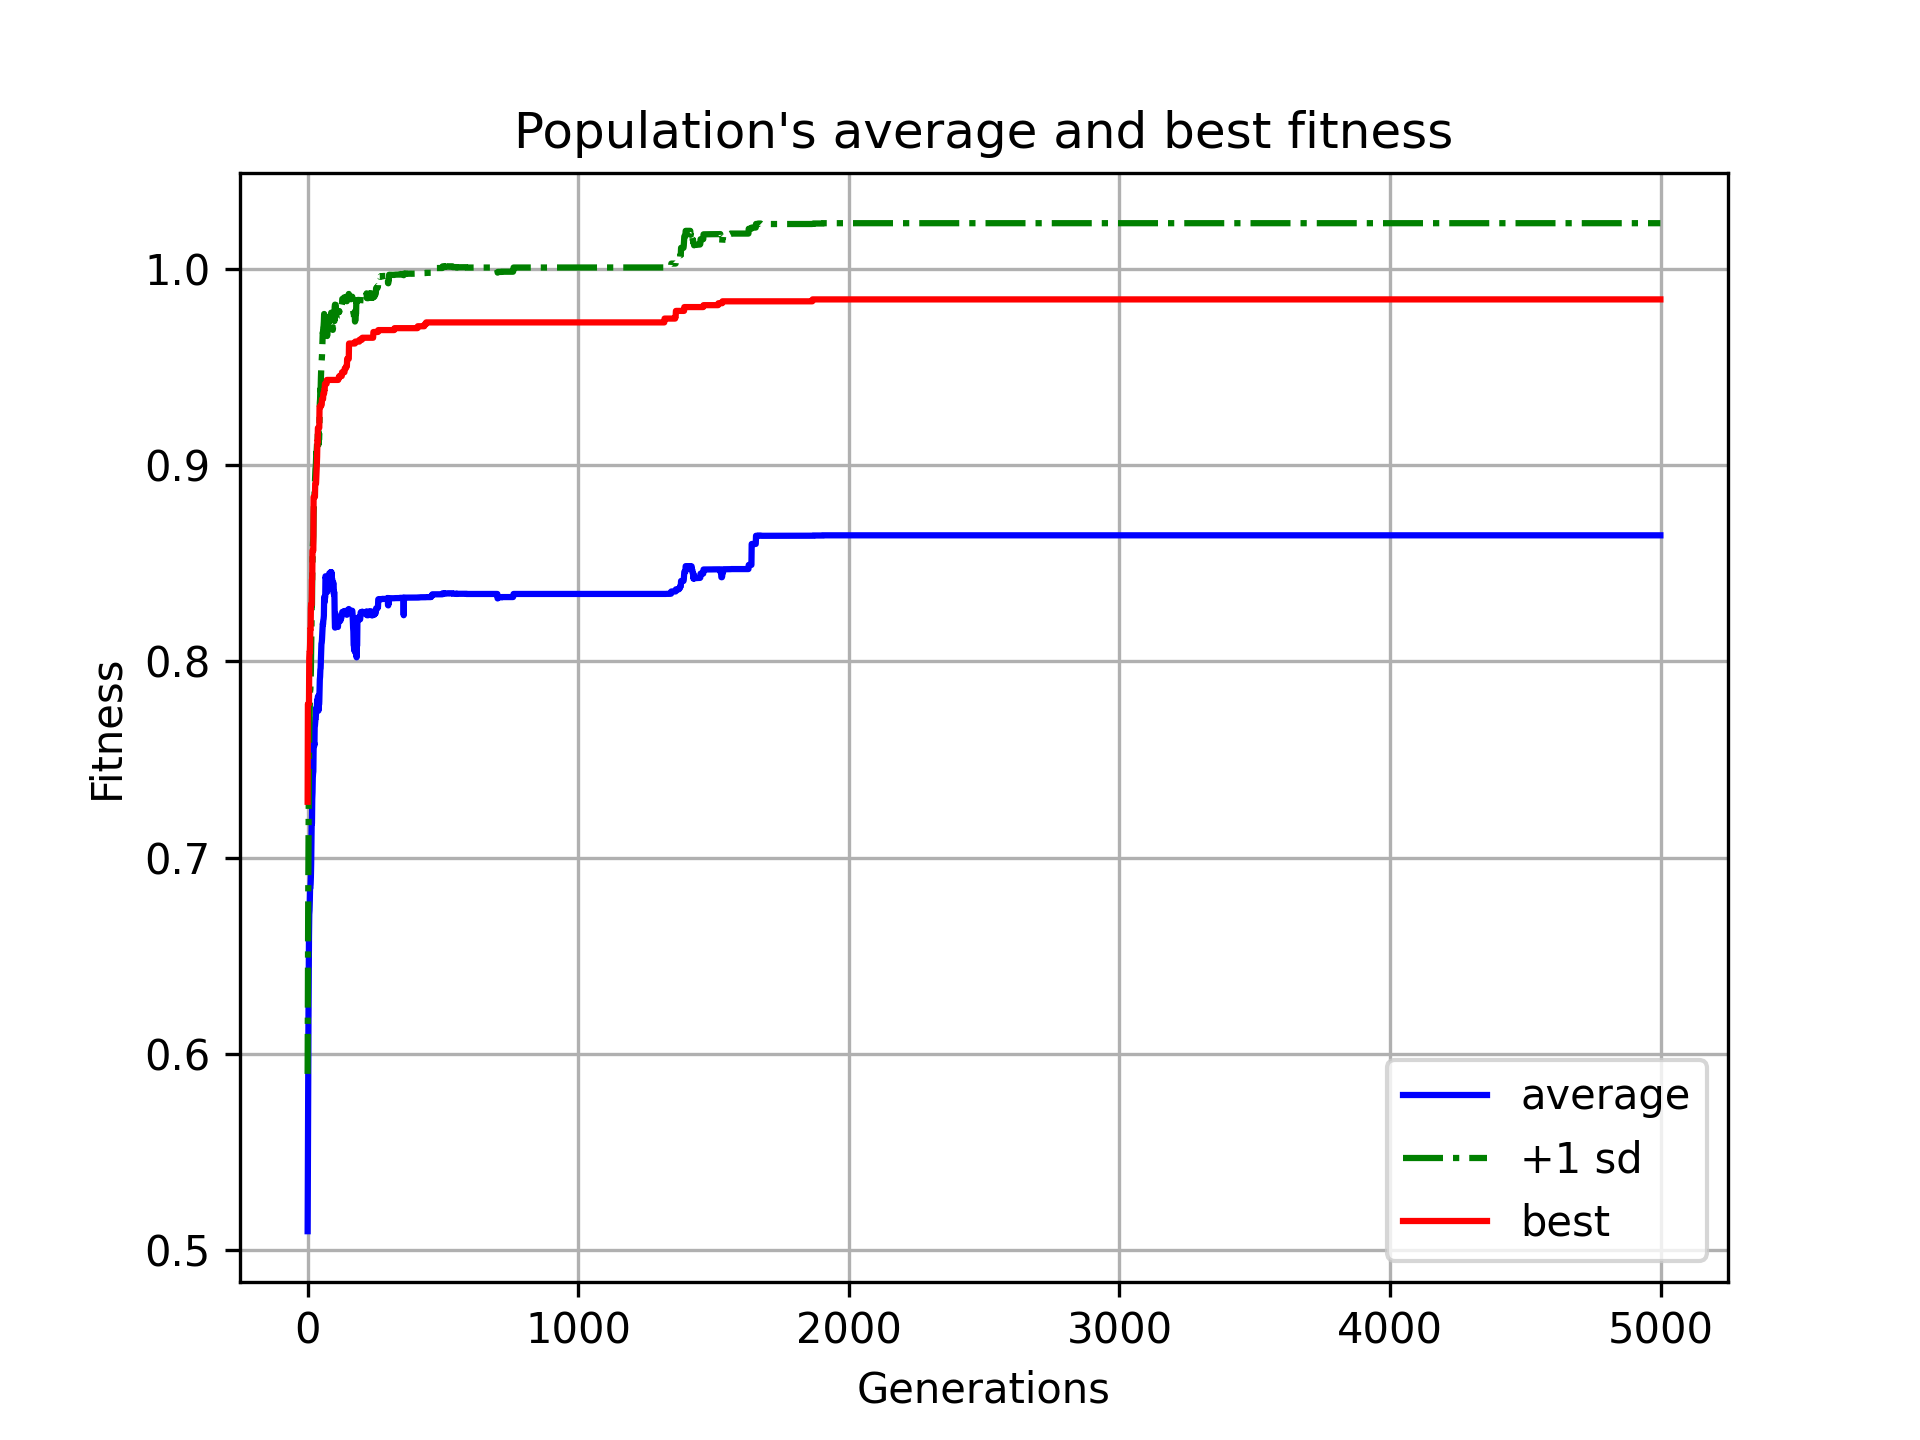 Population's average and best fitness
Fitness
1.0
0.9
0.8
0.7
0.6
0.5
average
+1 sd
best
0 1000 2000 3000 4000 5000
Generations